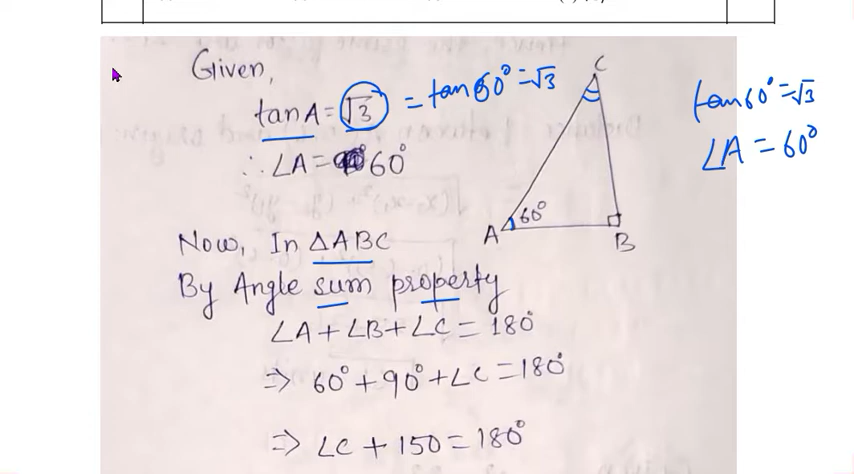 Given,
tanA = √3 = tan60° = √3
∴ ∠A = 60°
tan60° = √3
∠A = 60°
C
60°
A
B
Now, In △ABC
By Angle sum property
∠A + ∠B + ∠C = 180°
⇒ 60° + 90° + ∠C = 180°
⇒ ∠C + 150 = 180°